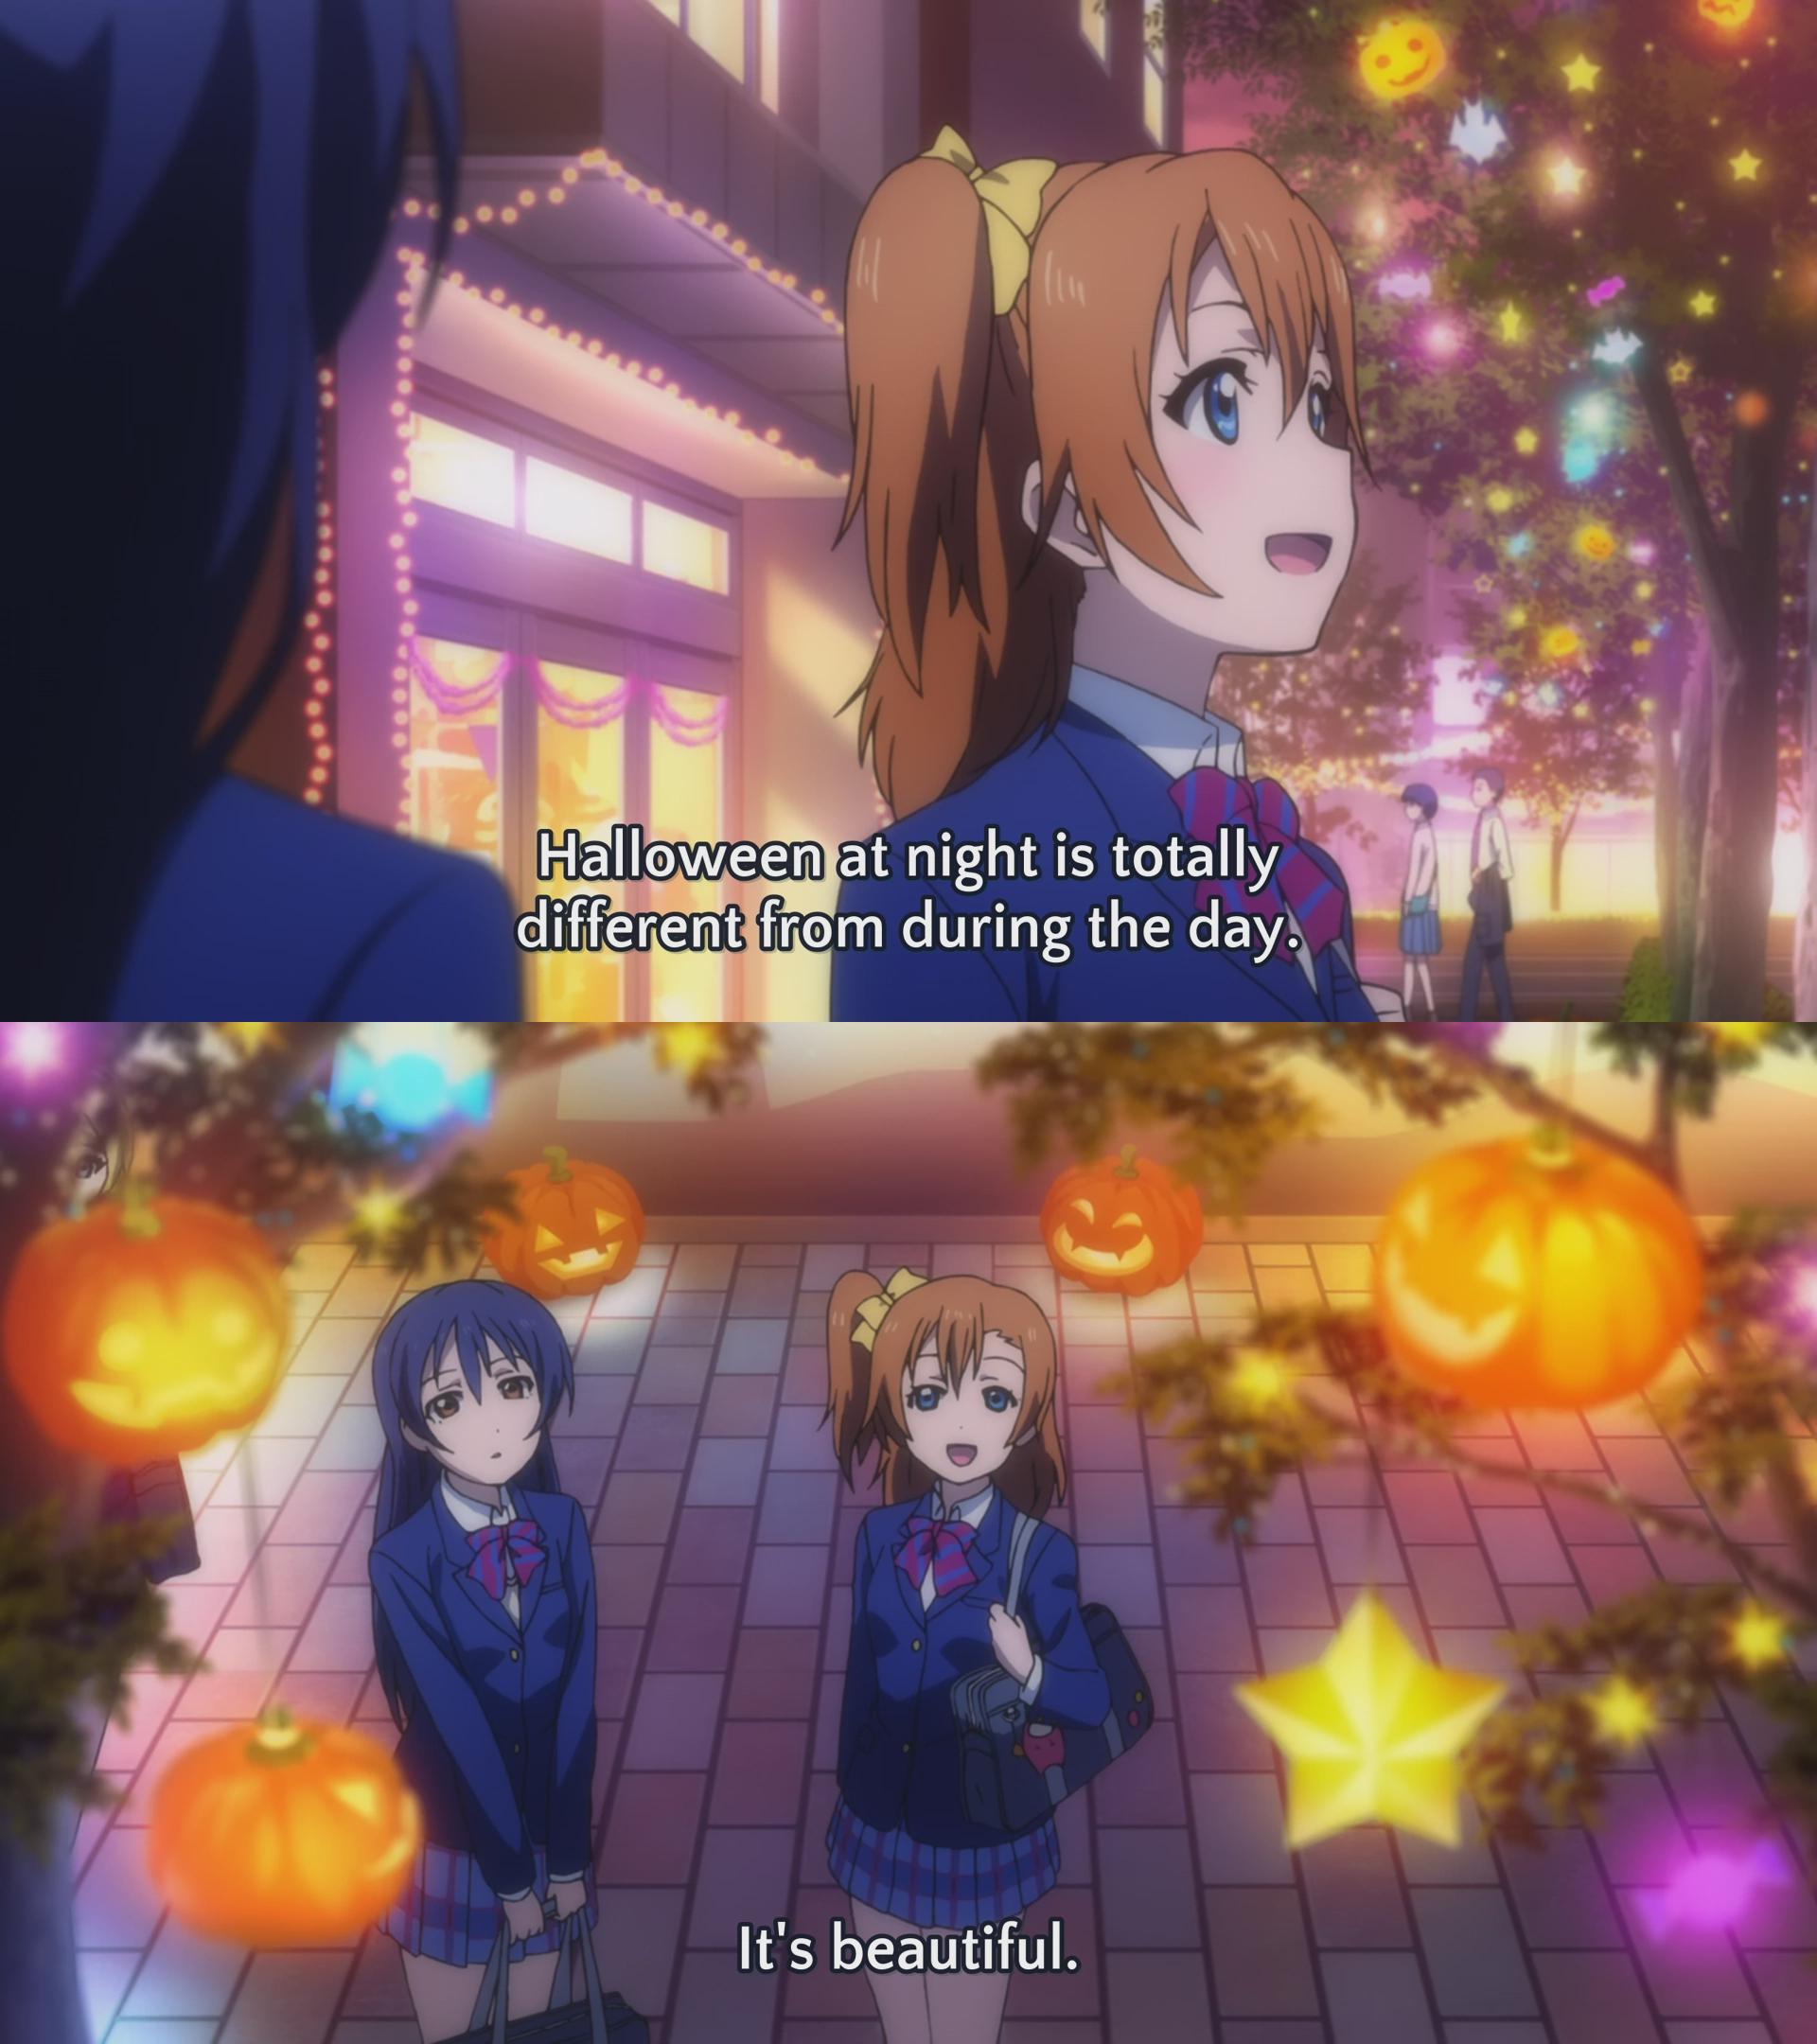 Halloween at night is totally
different from during the day.
It's beautiful.